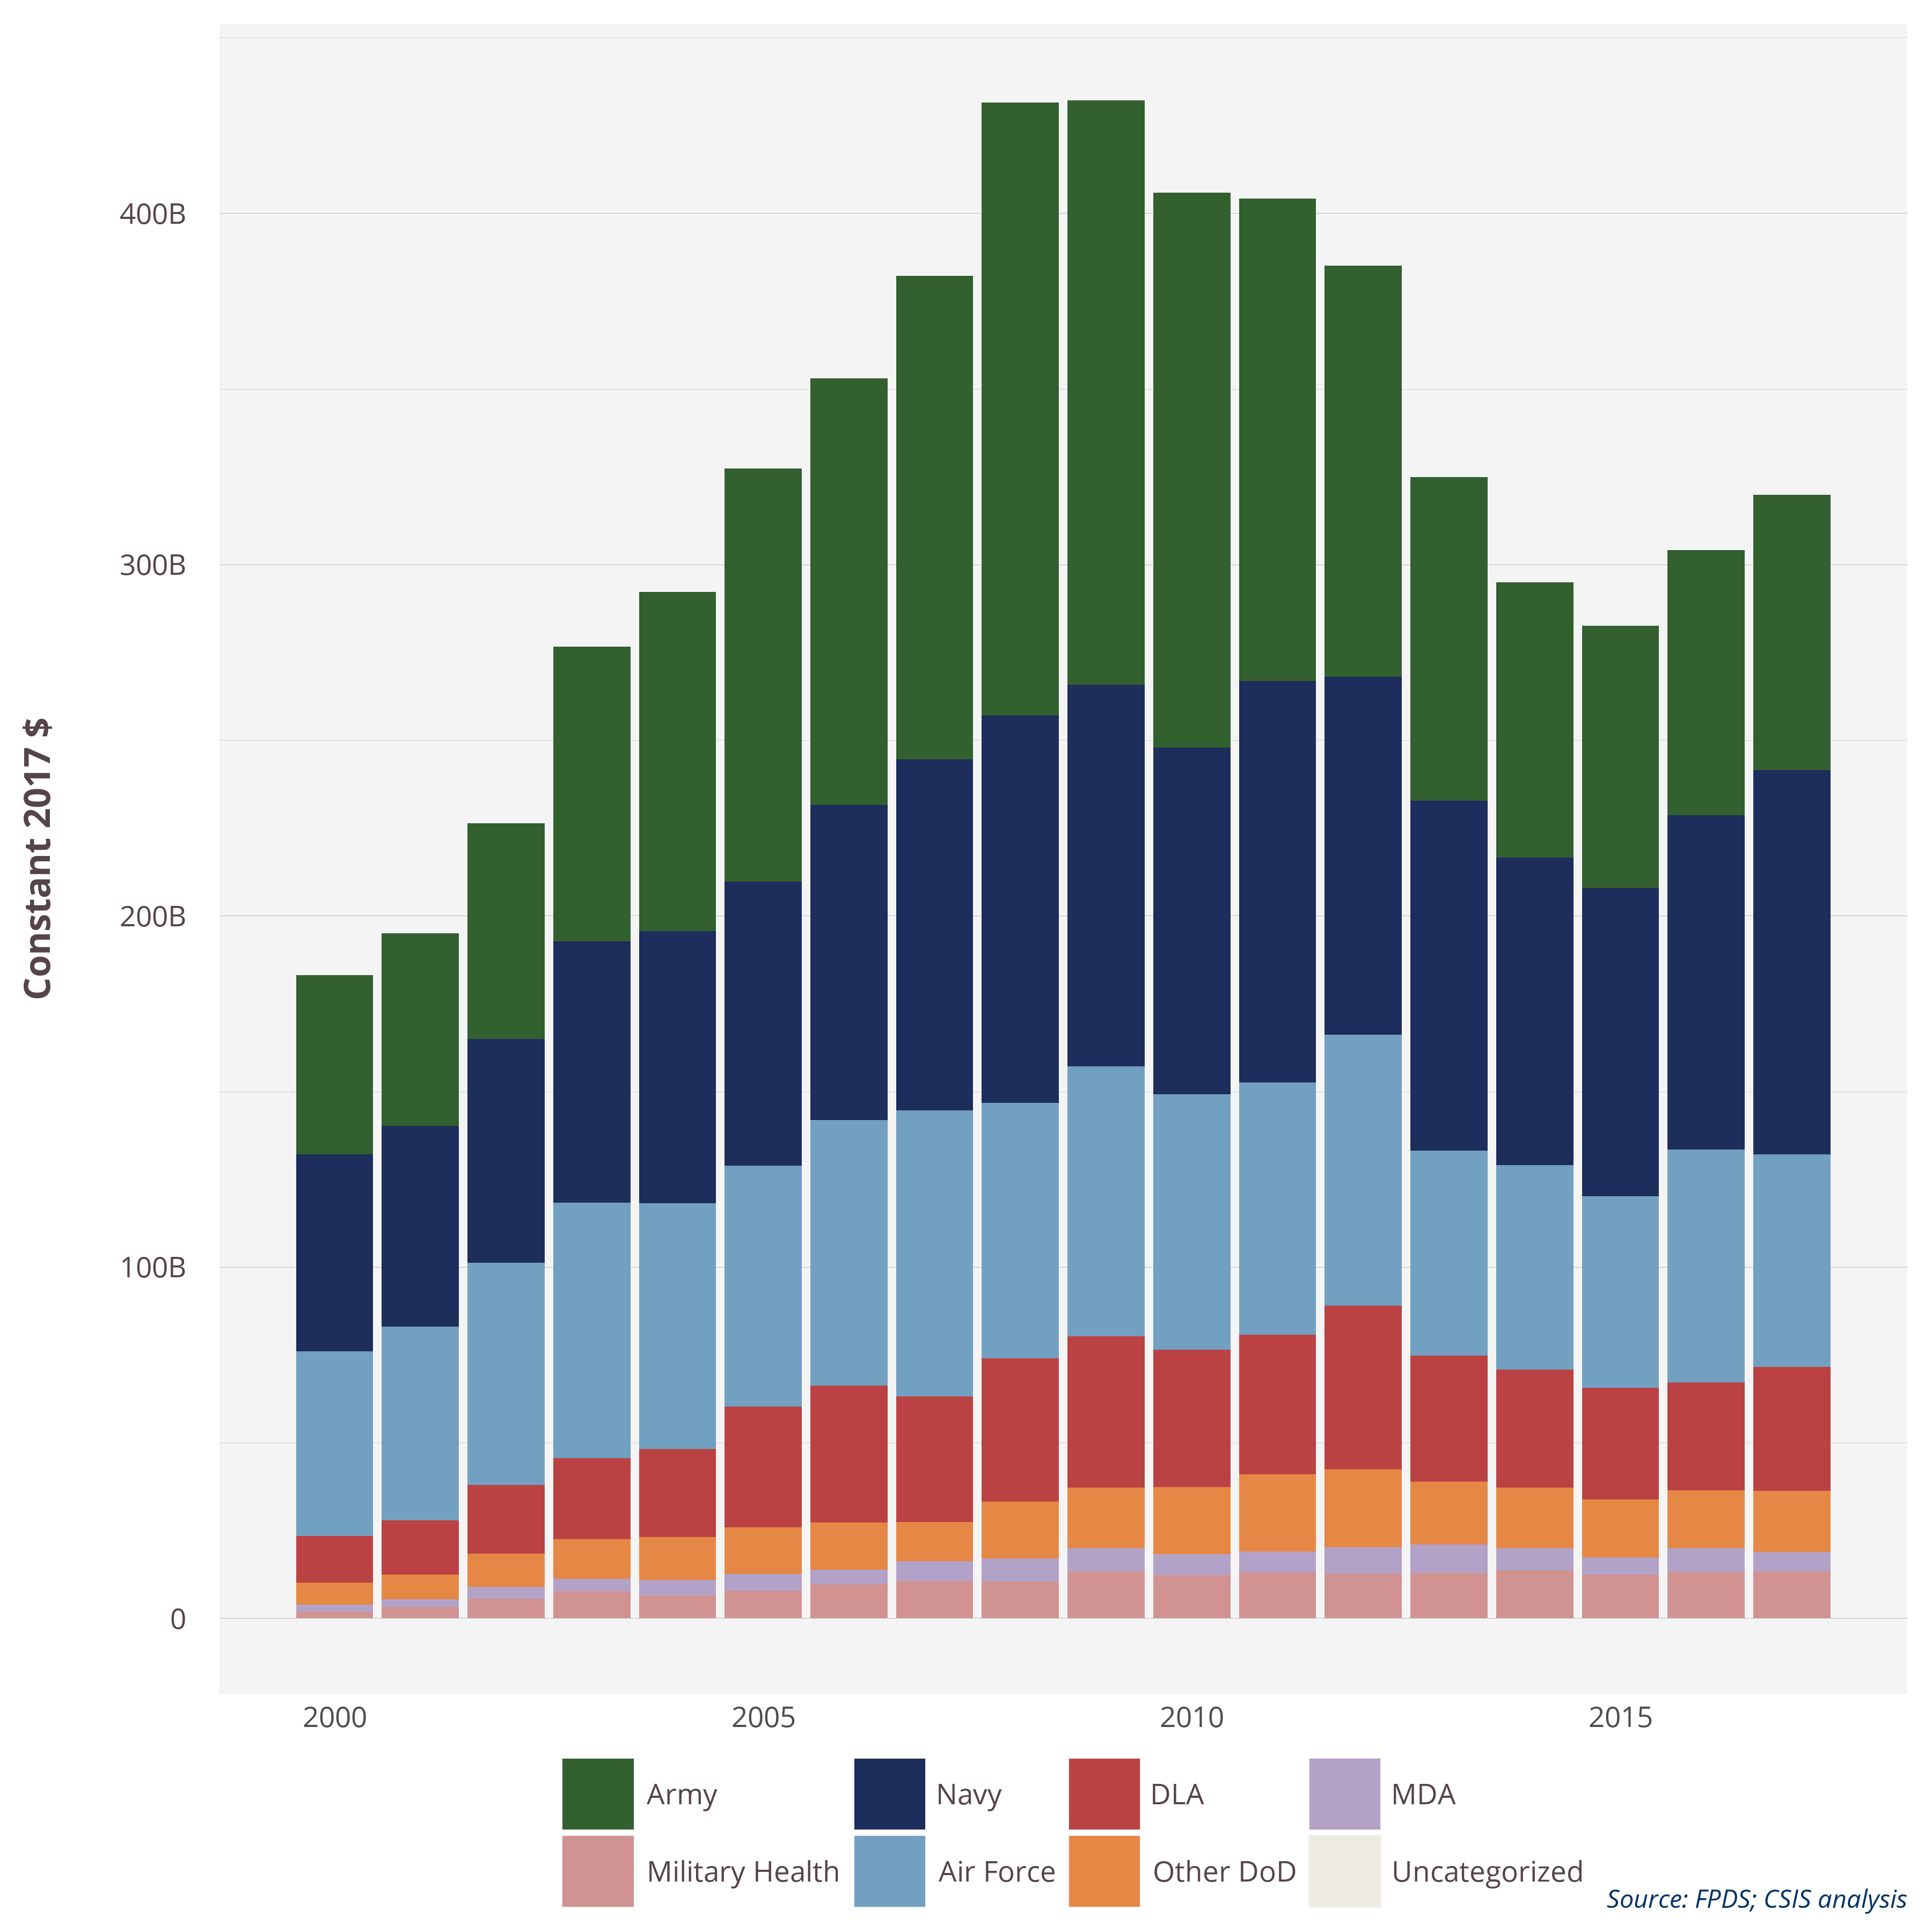 Constant 2017 $
400B
300B
200B
100B
0
2000 2005 2010 2015
Army Navy DLA MDA
Military Health Air Force Other DoD Uncategorized
Source: FPDS; CSIS analysis